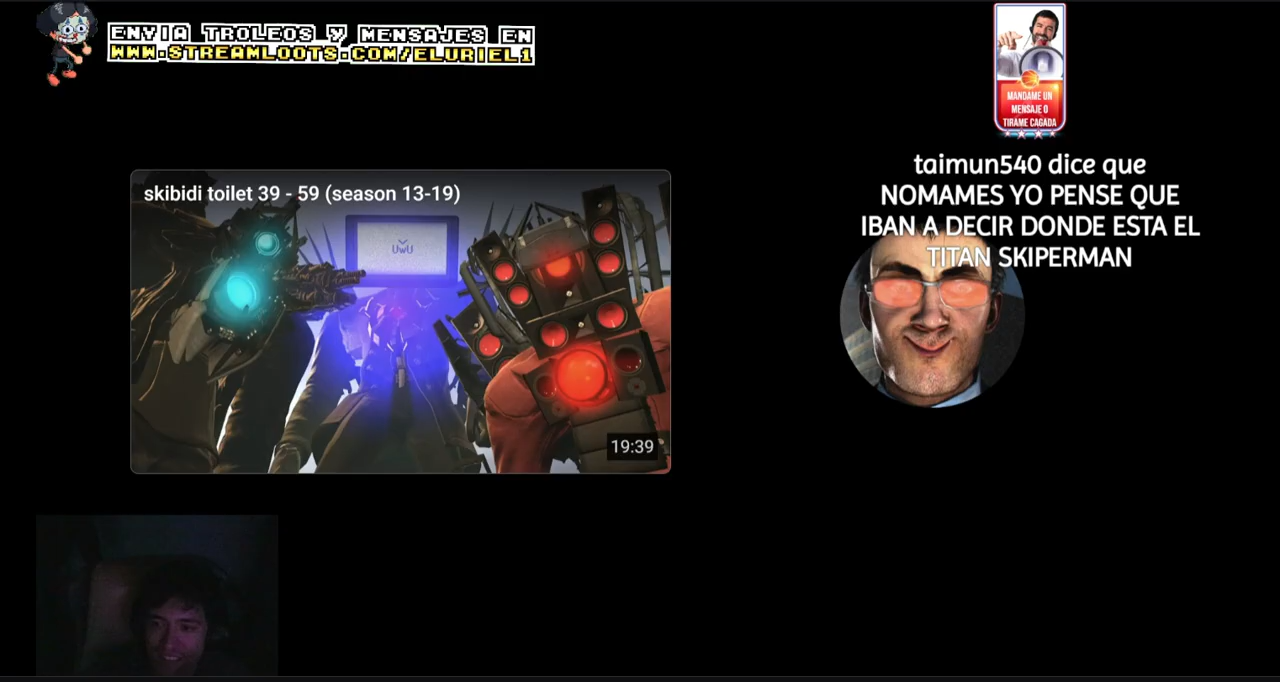 ENVIA TROLEOS Y MENSAJES EN
WWW.STREAMLOOTS.COM/ELURIEL1
MANDAME UN
MENSAJE O
TIRAME CAGADA
taimun540 dice que
NOMAMES YO PENSE QUE
IBAN A DECIR DONDE ESTA EL
TITAN SKIPERMAN
skibidi toilet 39 - 59 (season 13-19)
UwU
19:39